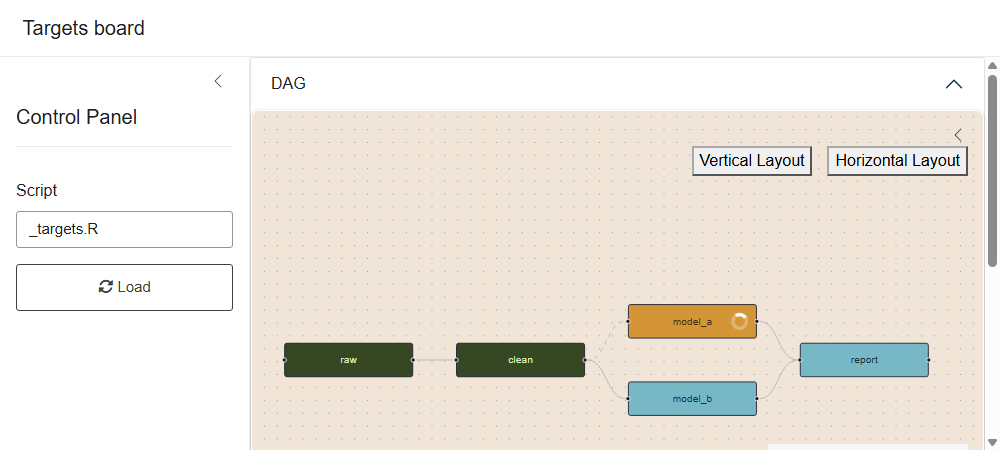 Targets board
Control Panel
Script
_targets.R
Load
DAG
Vertical Layout
Horizontal Layout
raw
clean
model_a
model_b
report